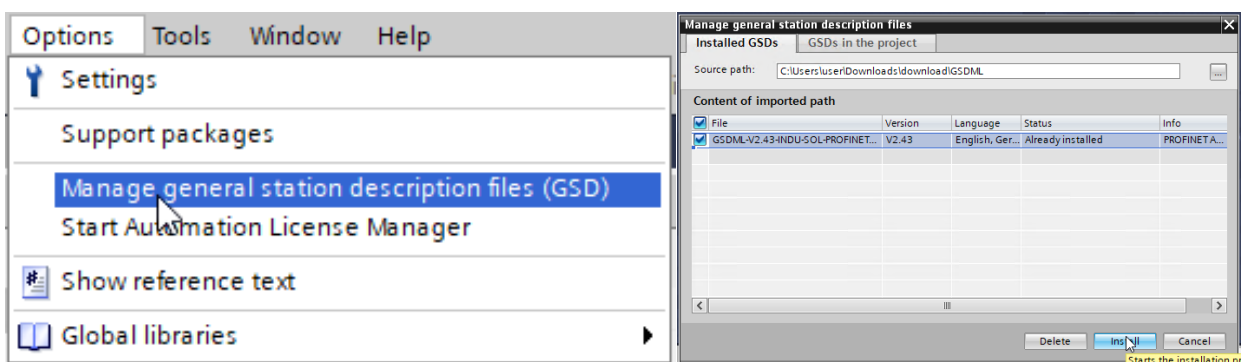 Options Tools Window Help
Settings
Support packages
Manage general station description files (GSD)
Start Automation License Manager
Show reference text
Global libraries
Manage general station description files
Installed GSDs GSDs in the project
Source path: C:\Users\user\Downloads\download\GSDML ...
Content of imported path
File Version Language Status Info
GSDML-V2.43-INDU-SOL-PROFINET... V2.43 English, Ger... Already installed PROFINET A...
Delete Install Cancel
Starts the installation pr